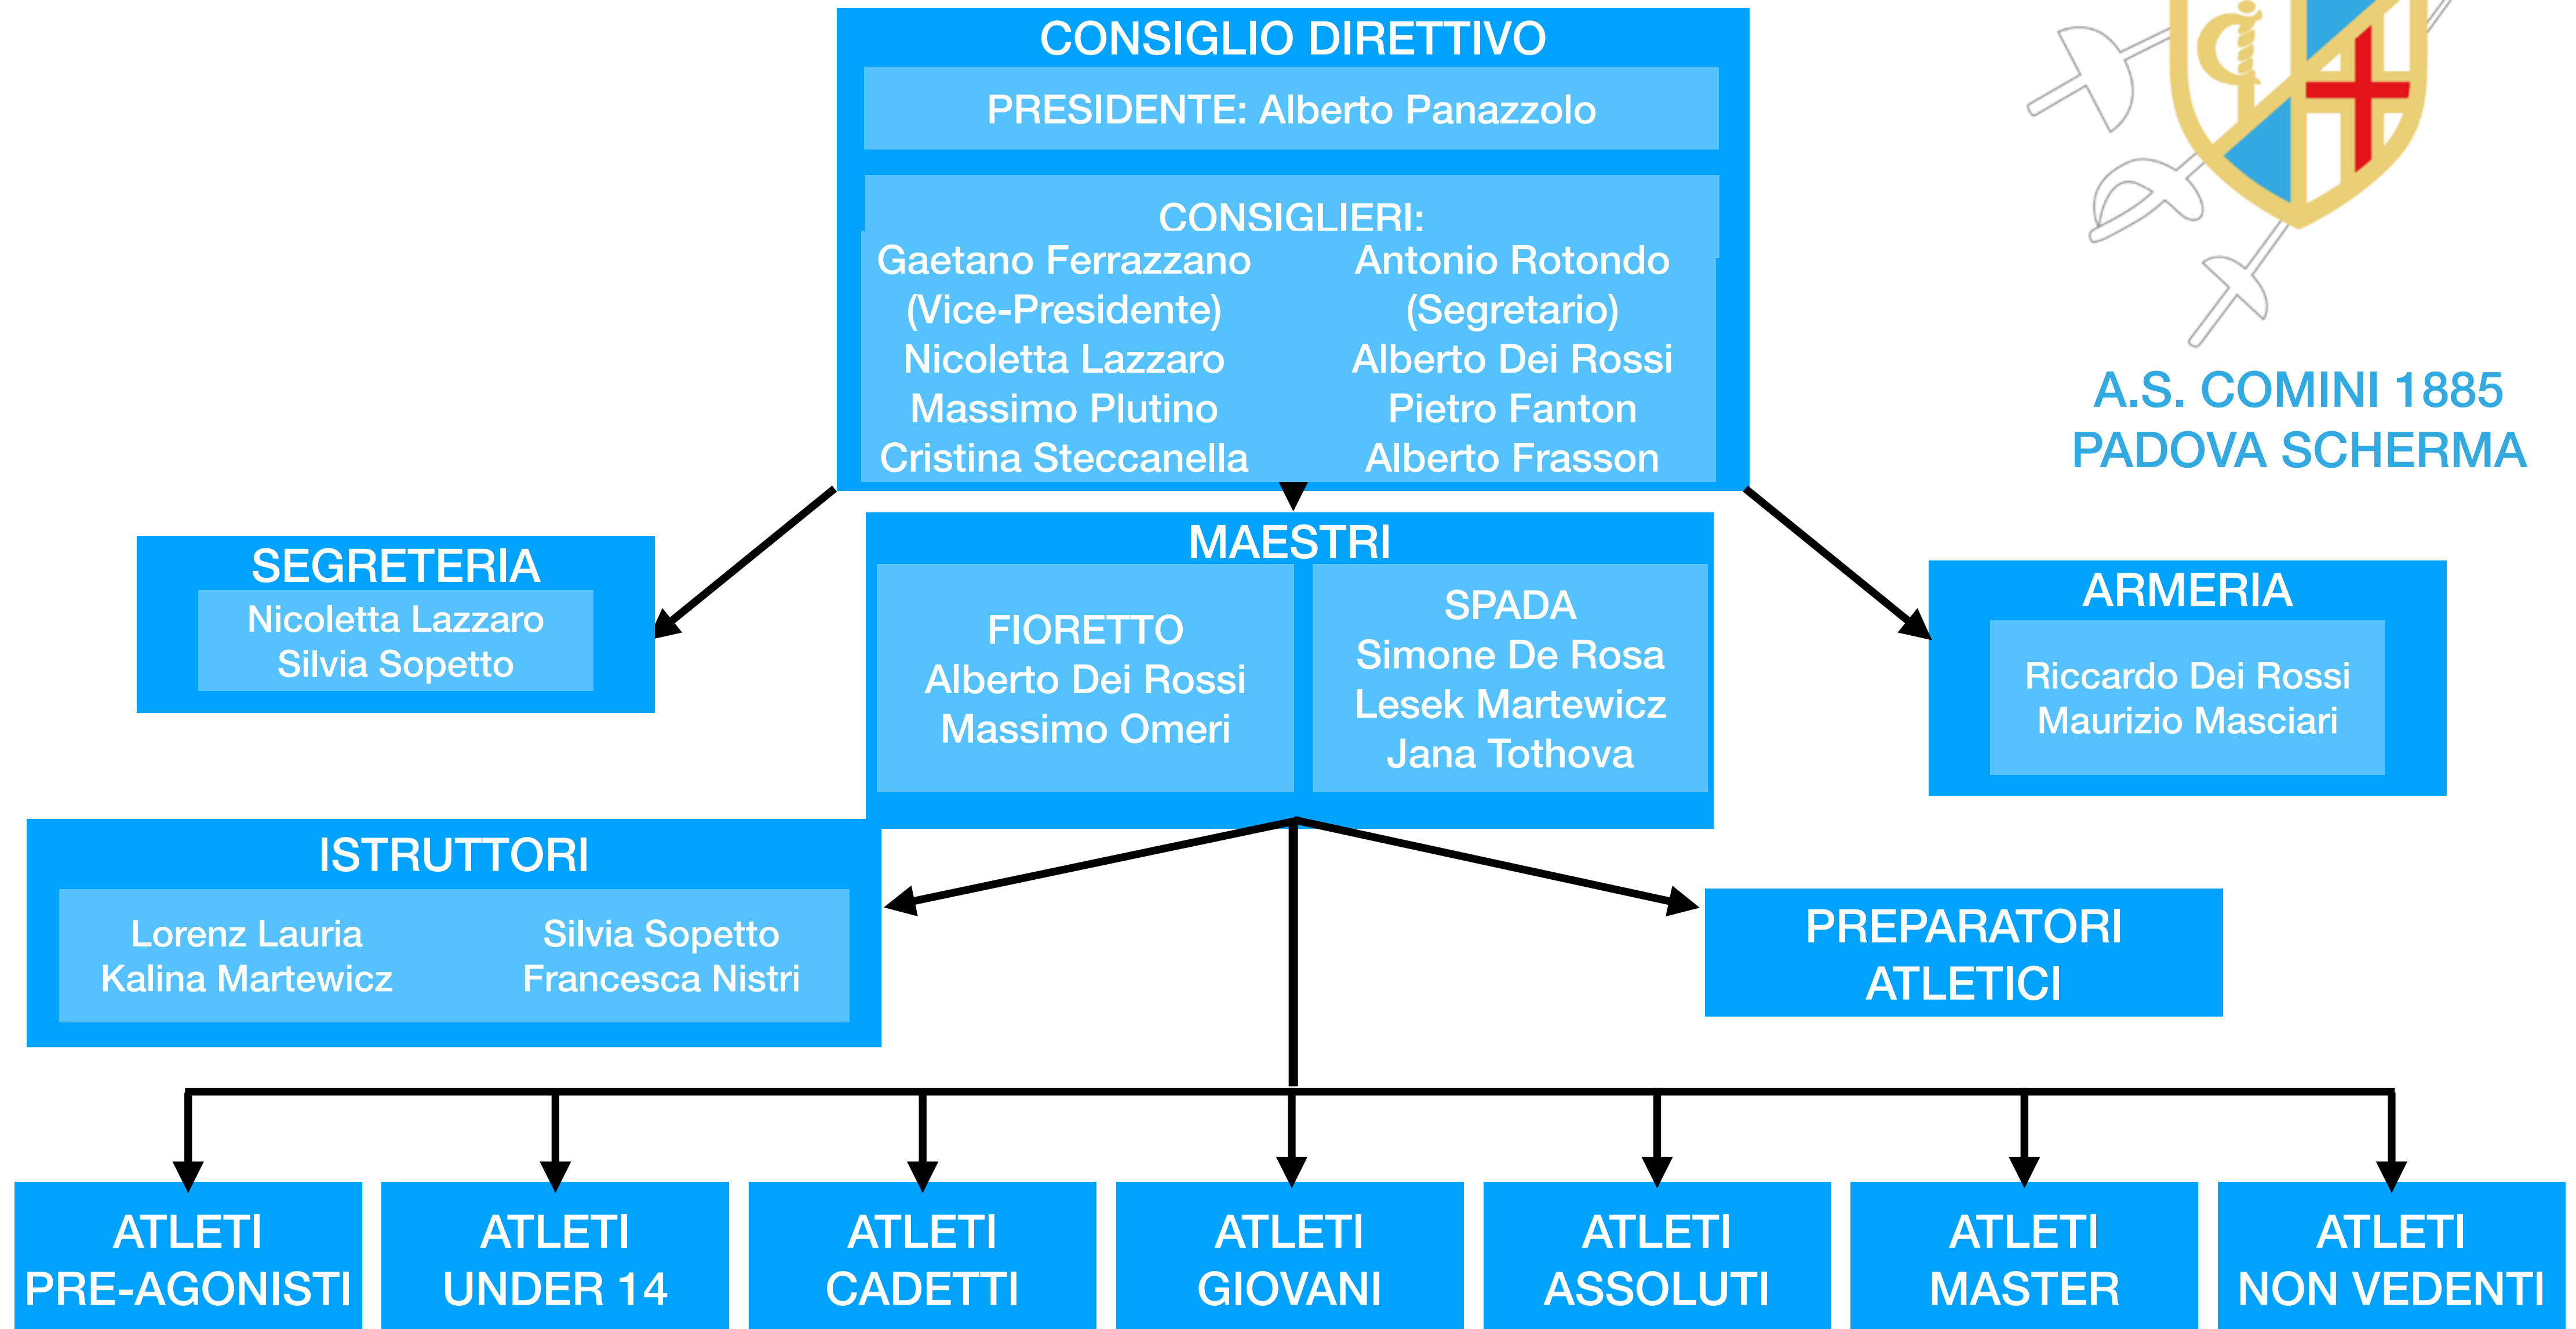 CONSIGLIO DIRETTIVO
PRESIDENTE: Alberto Panazzolo
CONSIGLIERI:
Gaetano Ferrazzano
(Vice-Presidente)
Nicoletta Lazzaro
Massimo Plutino
Cristina Steccanella
Antonio Rotondo
(Segretario)
Alberto Dei Rossi
Pietro Fanton
Alberto Frasson
A.S. COMINI 1885
PADOVA SCHERMA
SEGRETERIA
Nicoletta Lazzaro
Silvia Sopetto
MAESTRI
FIORETTO
Alberto Dei Rossi
Massimo Omeri
SPADA
Simone De Rosa
Lesek Martewicz
Jana Tothova
ARMERIA
Riccardo Dei Rossi
Maurizio Masciari
ISTRUTTORI
Lorenz Lauria
Kalina Martewicz
Silvia Sopetto
Francesca Nistri
PREPARATORI
ATLETICI
ATLETI
PRE-AGONISTI
ATLETI
UNDER 14
ATLETI
CADETTI
ATLETI
GIOVANI
ATLETI
ASSOLUTI
ATLETI
MASTER
ATLETI
NON VEDENTI